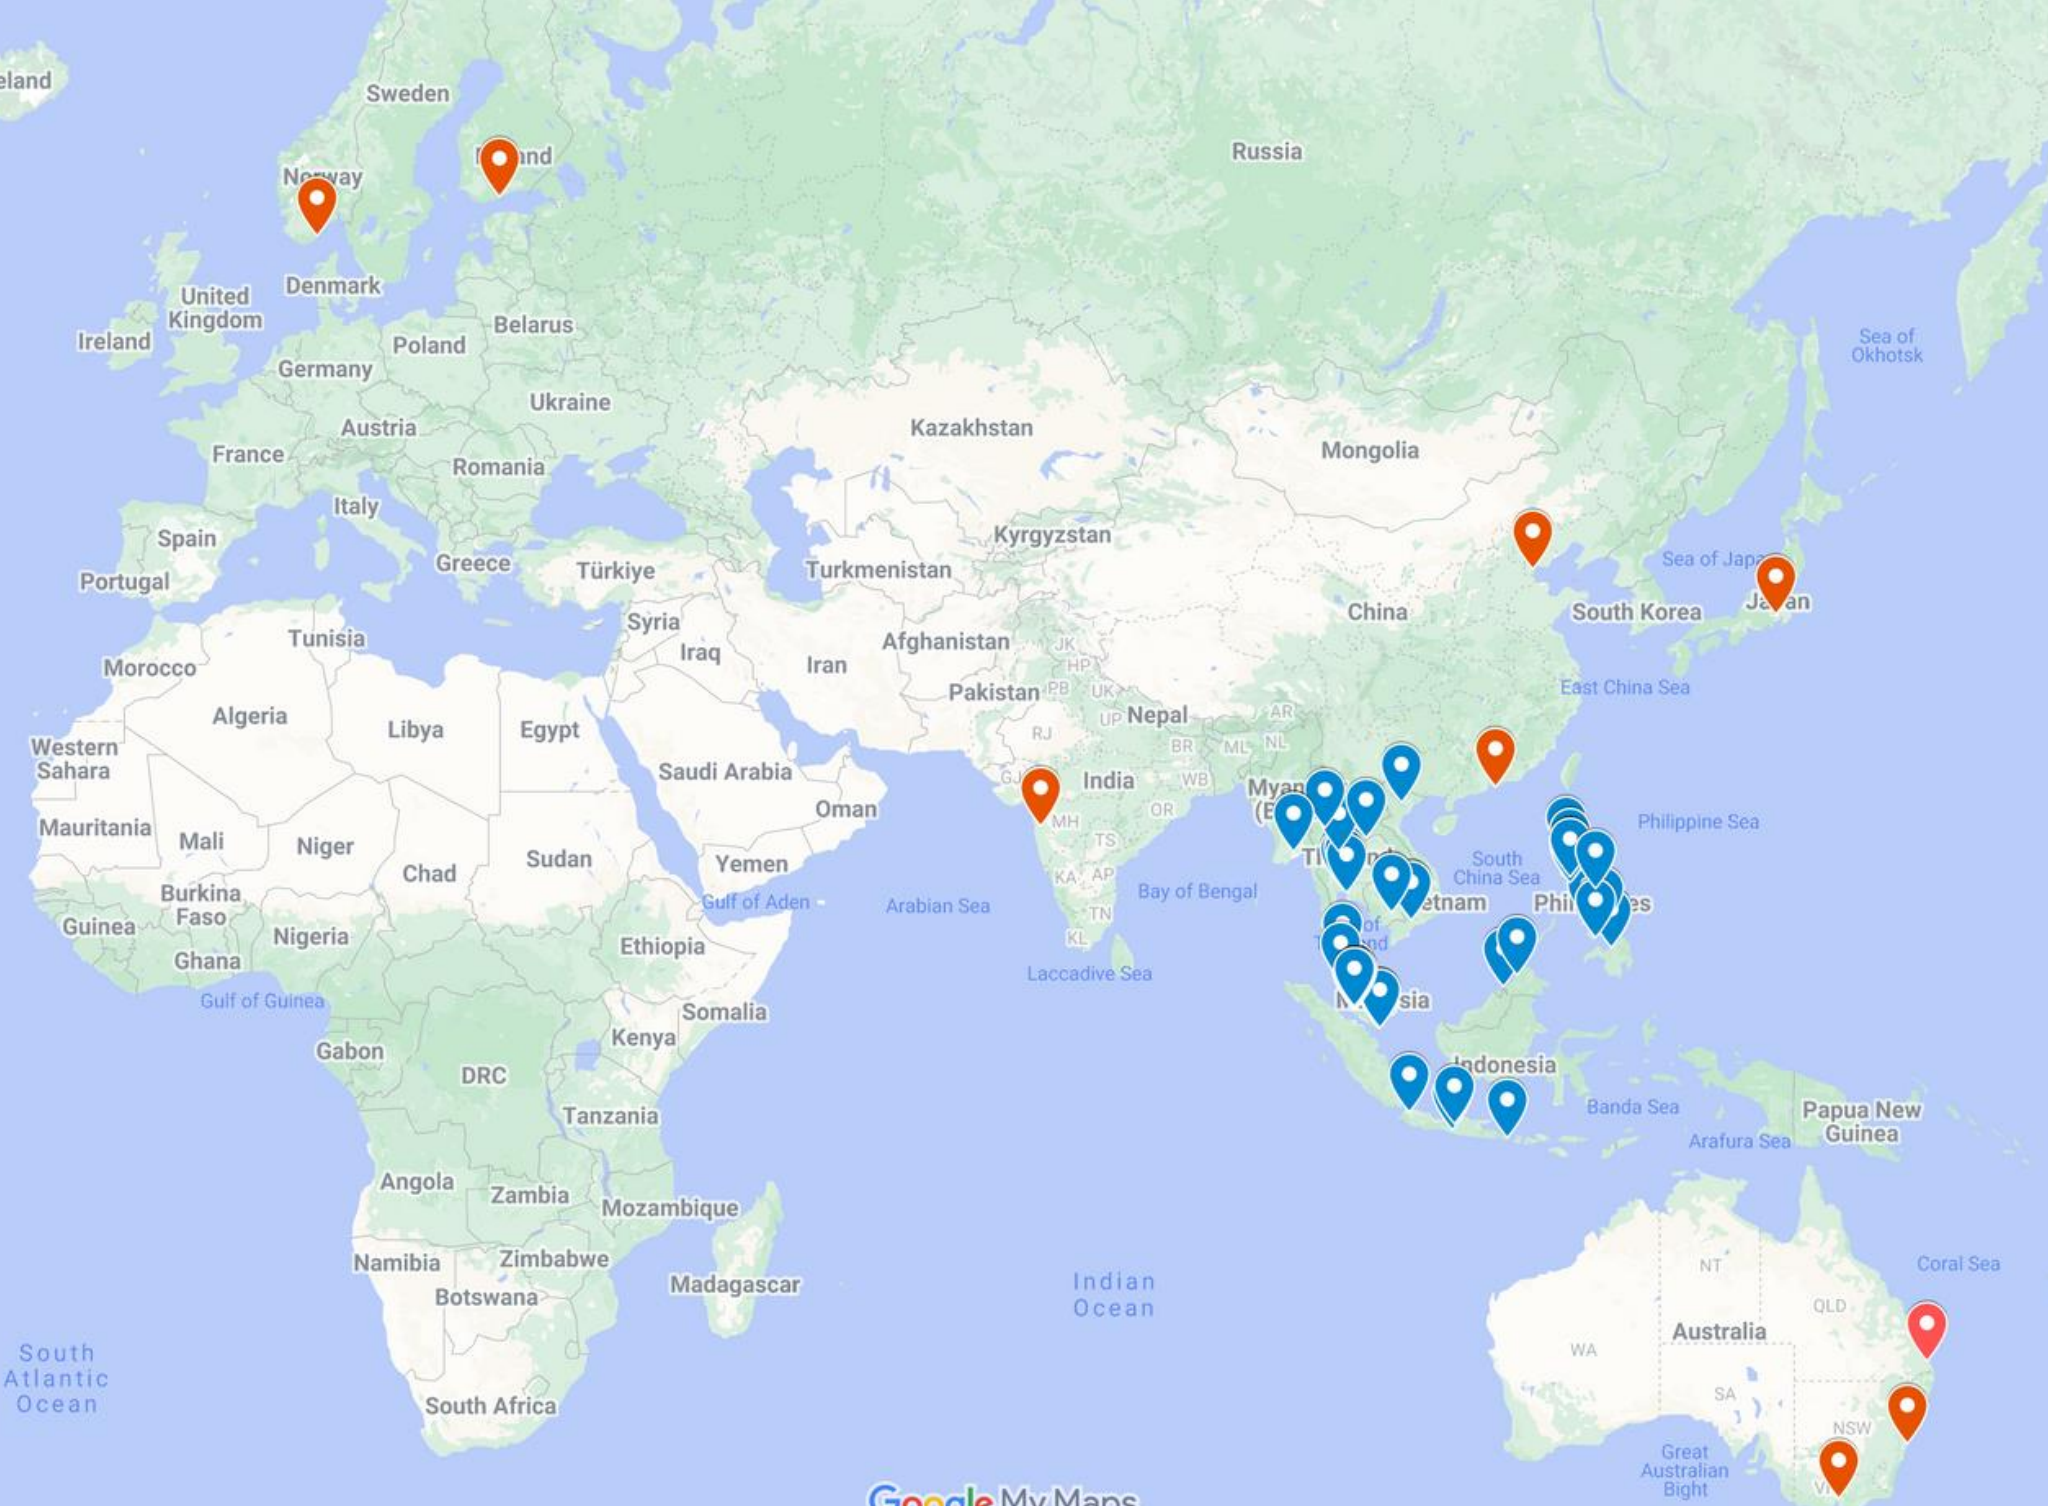 eland
Sweden
Russia
Norway
United
Kingdom
Denmark
Ireland
Belarus
Poland
Germany
Sea of
Okhotsk
Ukraine
Austria
France
Kazakhstan
Mongolia
Romania
Italy
Spain
Kyrgyzstan
Greece
Portugal
Türkiye
Turkmenistan
Sea of Japa
China
South Korea
Japan
Syria
Tunisia
Afghanistan
Iraq
Iran
JK
HP
Morocco
Pakistan
PB
UK
East China Sea
Algeria
Libya
Egypt
UP
Nepal
AR
RJ
BR
ML
NL
Western
Sahara
Saudi Arabia
GJ
India
WB
Myan
Oman
OR
Mauritania
Mali
Niger
Chad
Sudan
MH
TS
Philippine Sea
Yemen
South
China Sea
Burkina
Faso
Gulf of Aden
KA
AP
Bay of Bengal
Arabian Sea
etnam
Guinea
Nigeria
Ethiopia
TN
KL
of
Ghana
Laccadive Sea
Gulf of Guinea
Somalia
sia
Kenya
Gabon
DRC
Indonesia
Tanzania
Banda Sea
Papua New
Guinea
Arafura Sea
Angola
Zambia
Mozambique
Namibia
Zimbabwe
Madagascar
Botswana
Indian
Ocean
Coral Sea
NT
QLD
Australia
WA
South
Atlantic
Ocean
SA
South Africa
NSW
Great
Australian
Bight
Google My Maps